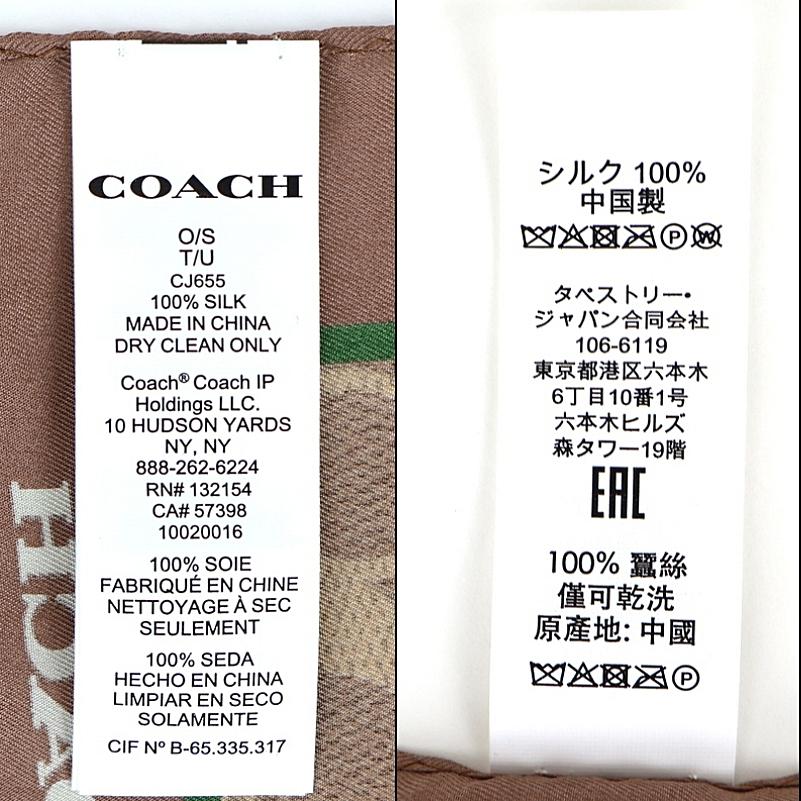 COACH
O/S
T/U
CJ655
100% SILK
MADE IN CHINA
DRY CLEAN ONLY
Coach® Coach IP
Holdings LLC.
10 HUDSON YARDS
NY, NY
888-262-6224
RN# 132154
CA# 57398
10020016
100% SOIE
FABRIQUÉ EN CHINE
NETTOYAGE À SEC
SEULEMENT
100% SEDA
HECHO EN CHINA
LIMPIAR EN SECO
SOLAMENTE
CIF Nº B-65.335.317
COACH
シルク 100%
中国製
P W
タペストリー・
ジャパン合同会社
106-6119
東京都港区六本木
6丁目10番1号
六本木ヒルズ
森タワー19階
EAC
100% 蠶絲
僅可乾洗
原產地: 中國
P